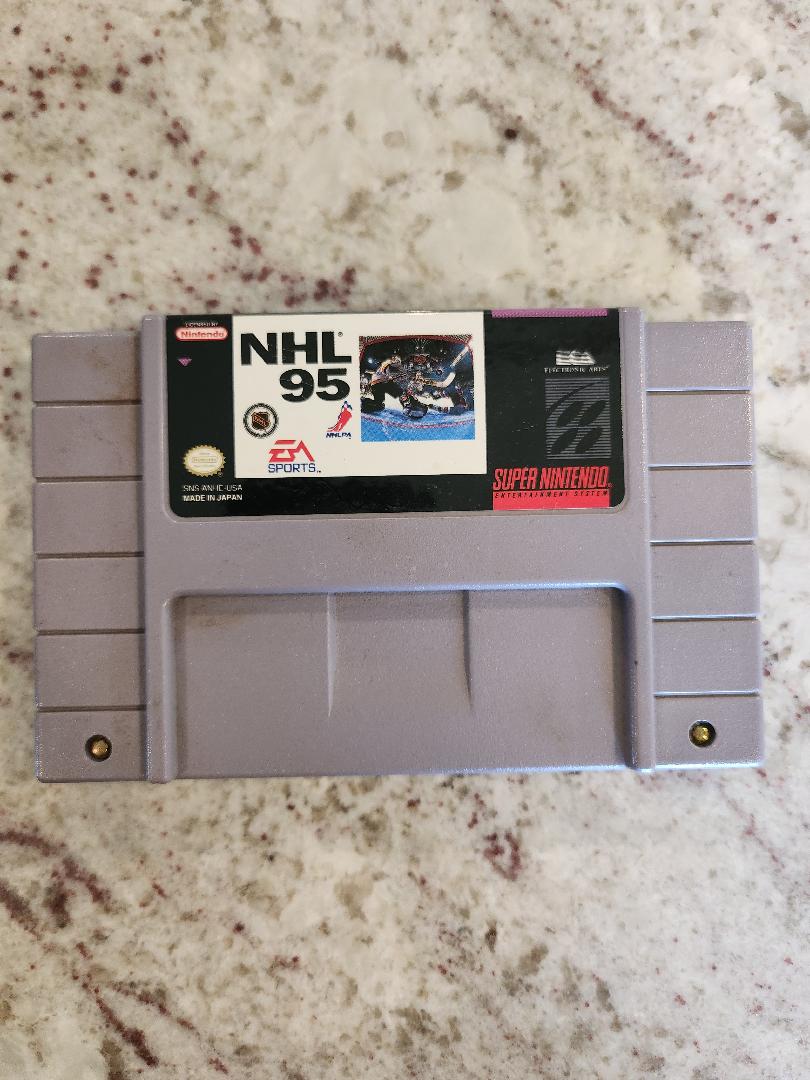 LICENSED BY
Nintendo
NHL®
95
NHLPA
EA
SPORTS™
SNS-ANHE-USA
MADE IN JAPAN
ELECTRONIC ARTS®
SUPER NINTENDO®
ENTERTAINMENT SYSTEM